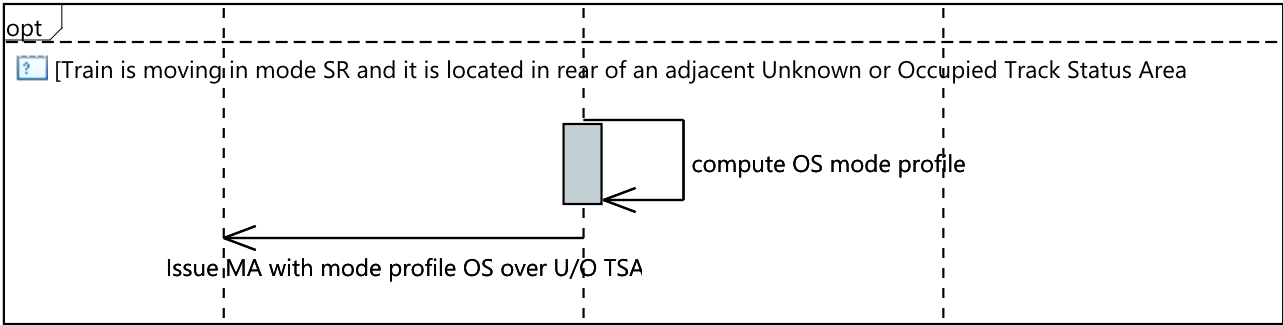 opt
[Train is moving in mode SR and it is located in rear of an adjacent Unknown or Occupied Track Status Area
compute OS mode profile
Issue MA with mode profile OS over U/O TSA